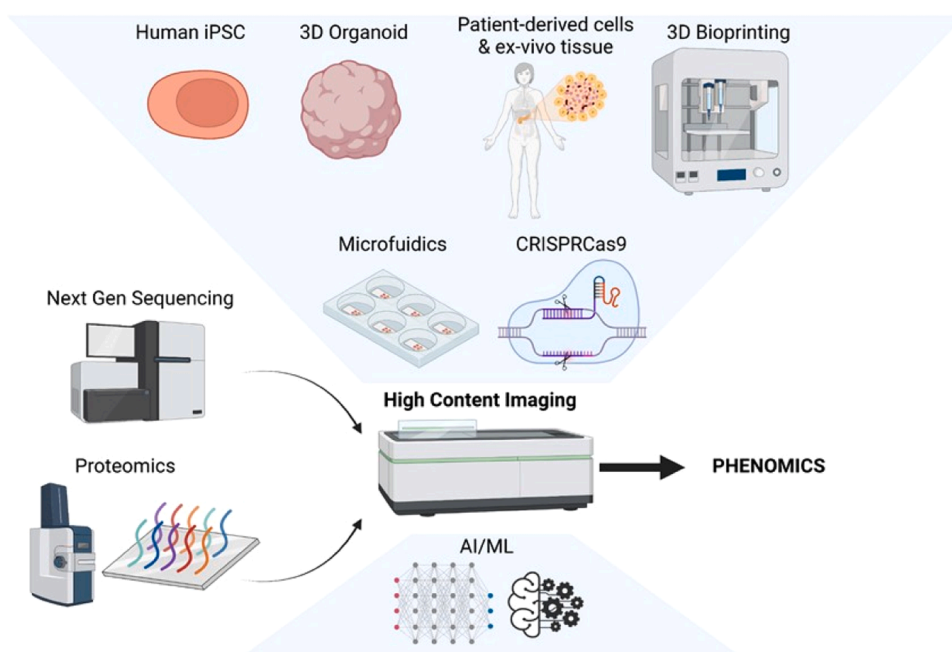 Human iPSC
3D Organoid
Patient-derived cells
& ex-vivo tissue
3D Bioprinting
Microfuidics
CRISPRCas9
Next Gen Sequencing
High Content Imaging
Proteomics
PHENOMICS
AI/ML